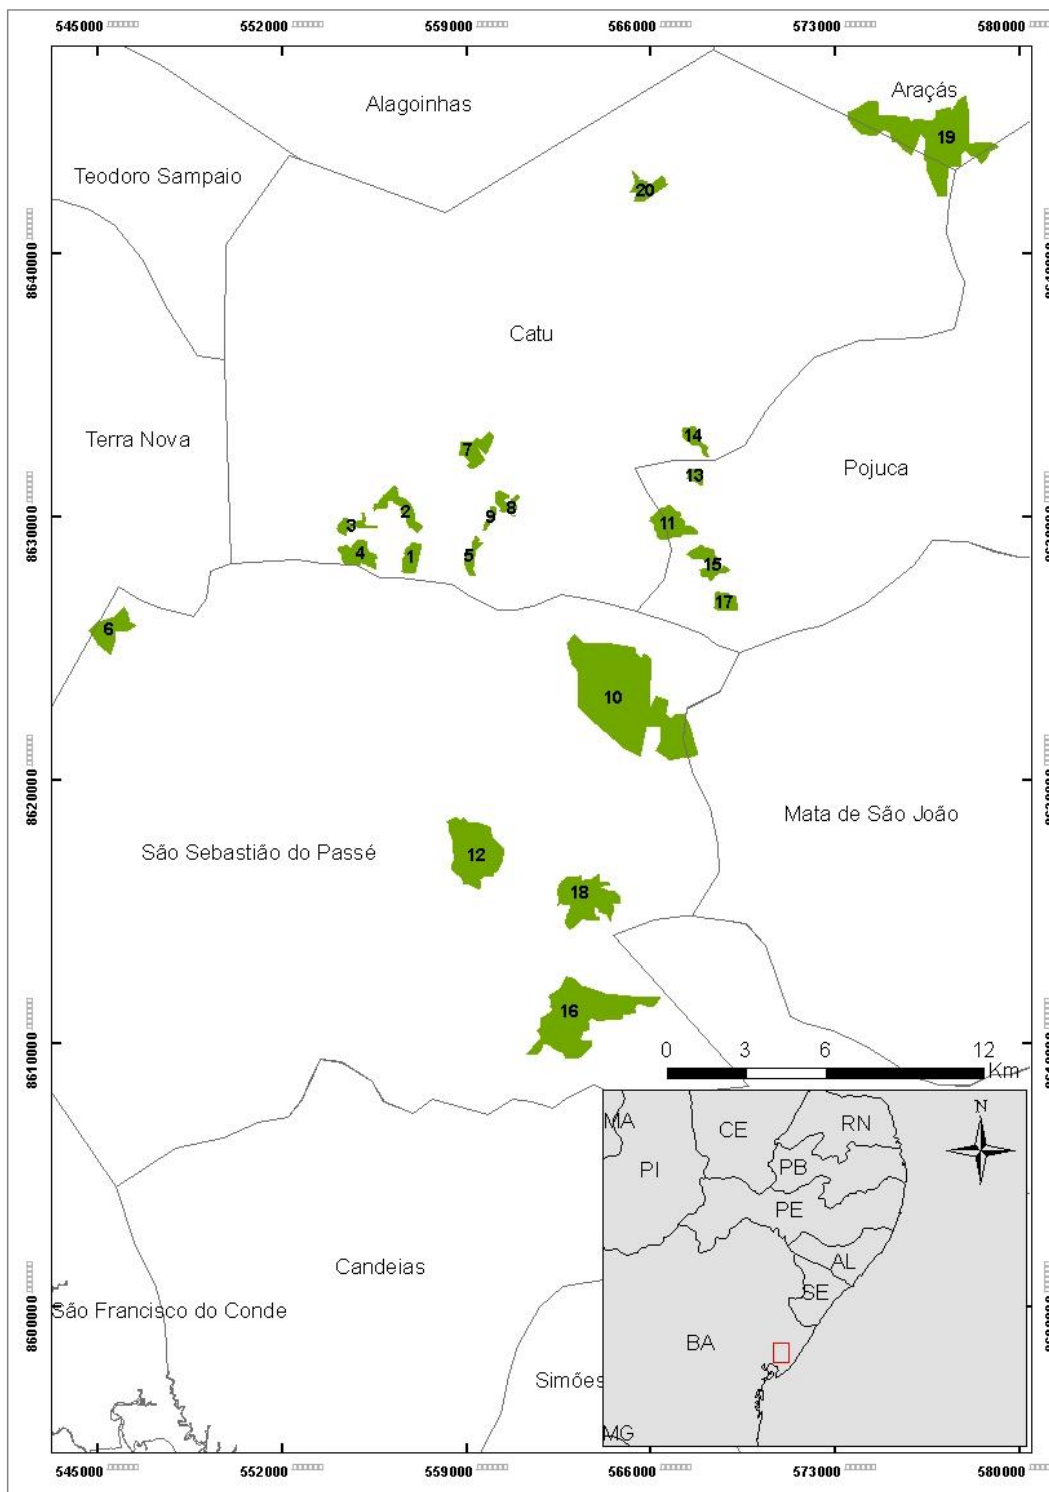 545000 552000 559000 566000 573000 580000
Alagoinhas
Araçás
19
Teodoro Sampaio
20
8640000
Catu
Terra Nova
7
14
Pojuca
13
3
2
9
8
11
8630000
4
1
5
15
17
6
10
8620000
Mata de São João
São Sebastião do Passé
12
18
16
8610000
0 3 6 12
Km
N
MA
CE
RN
PI
PB
PE
AL
SE
BA
MG
Candeias
São Francisco do Conde
8600000
Simões
545000 552000 559000 566000 573000 580000